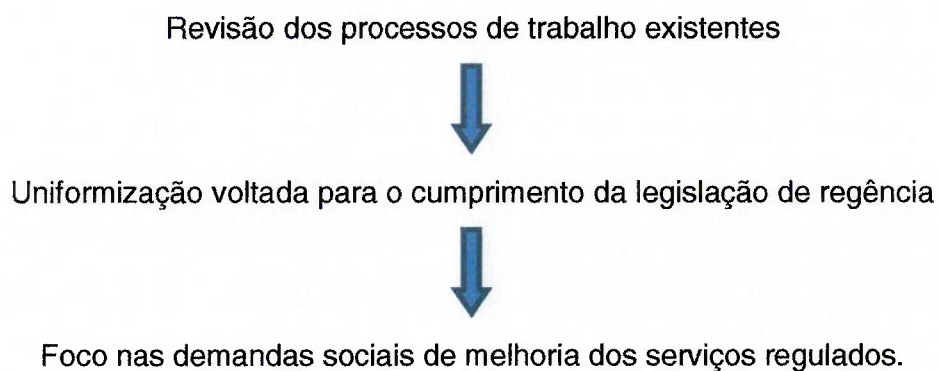 Revisão dos processos de trabalho existentes
Uniformização voltada para o cumprimento da legislação de regência
Foco nas demandas sociais de melhoria dos serviços regulados.